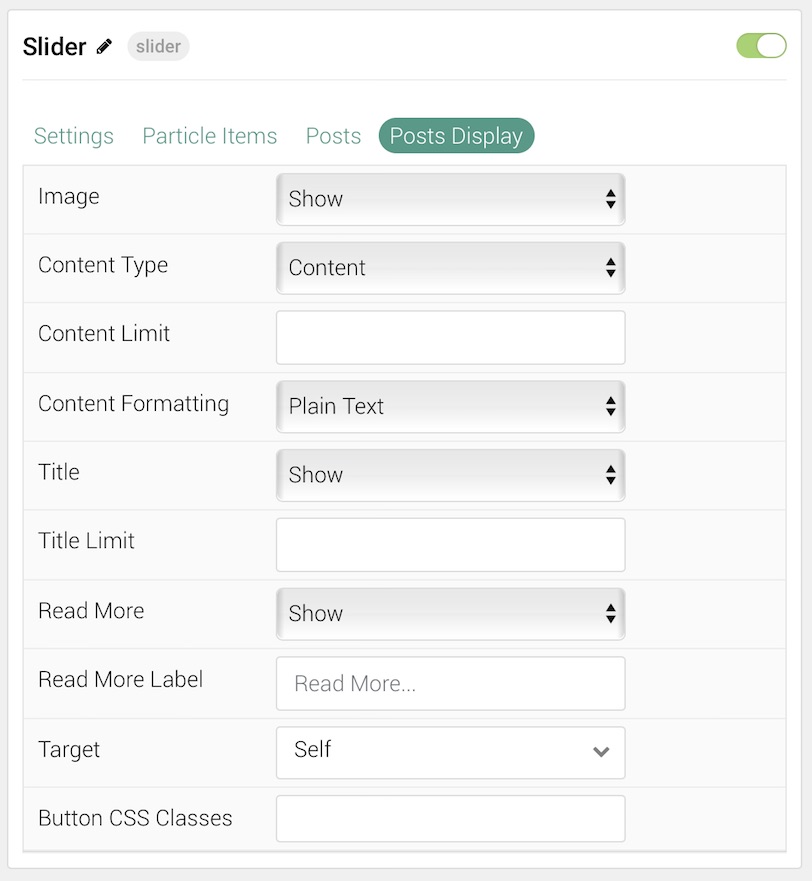 Slider slider
Settings Particle Items Posts Posts Display
Image Show
Content Type Content
Content Limit
Content Formatting Plain Text
Title Show
Title Limit
Read More Show
Read More Label Read More...
Target Self
Button CSS Classes